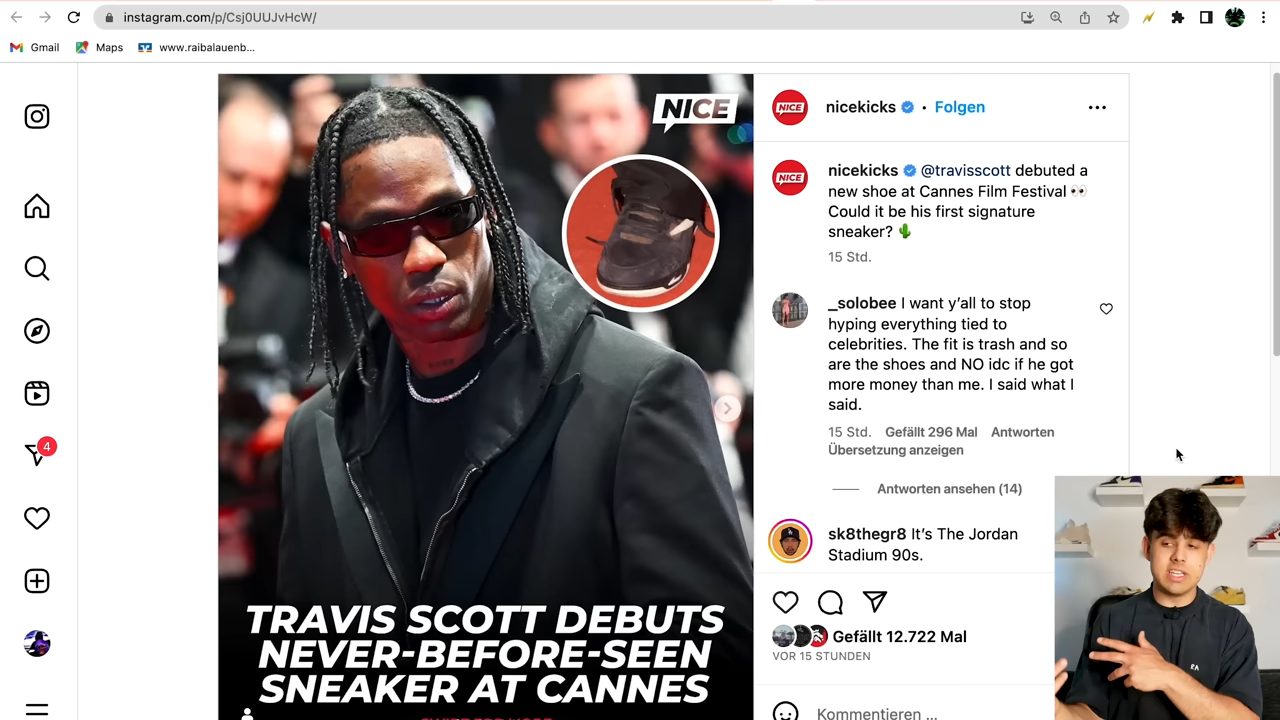 instagram.com/p/Csj0UUJvHcW/
Gmail
Maps
www.raibalauenb...
4
NICE
TRAVIS SCOTT DEBUTS
NEVER-BEFORE-SEEN
SNEAKER AT CANNES
NICE
nicekicks • Folgen
NICE
nicekicks @travisscott debuted a
new shoe at Cannes Film Festival 👀
Could it be his first signature
sneaker? 🌵
15 Std.
_solobee I want y'all to stop
hyping everything tied to
celebrities. The fit is trash and so
are the shoes and NO idc if he got
more money than me. I said what I
said.
15 Std. Gefällt 296 Mal Antworten
Übersetzung anzeigen
Antworten ansehen (14)
sk8thegr8 It's The Jordan
Stadium 90s.
Gefällt 12.722 Mal
VOR 15 STUNDEN
Kommentieren ...